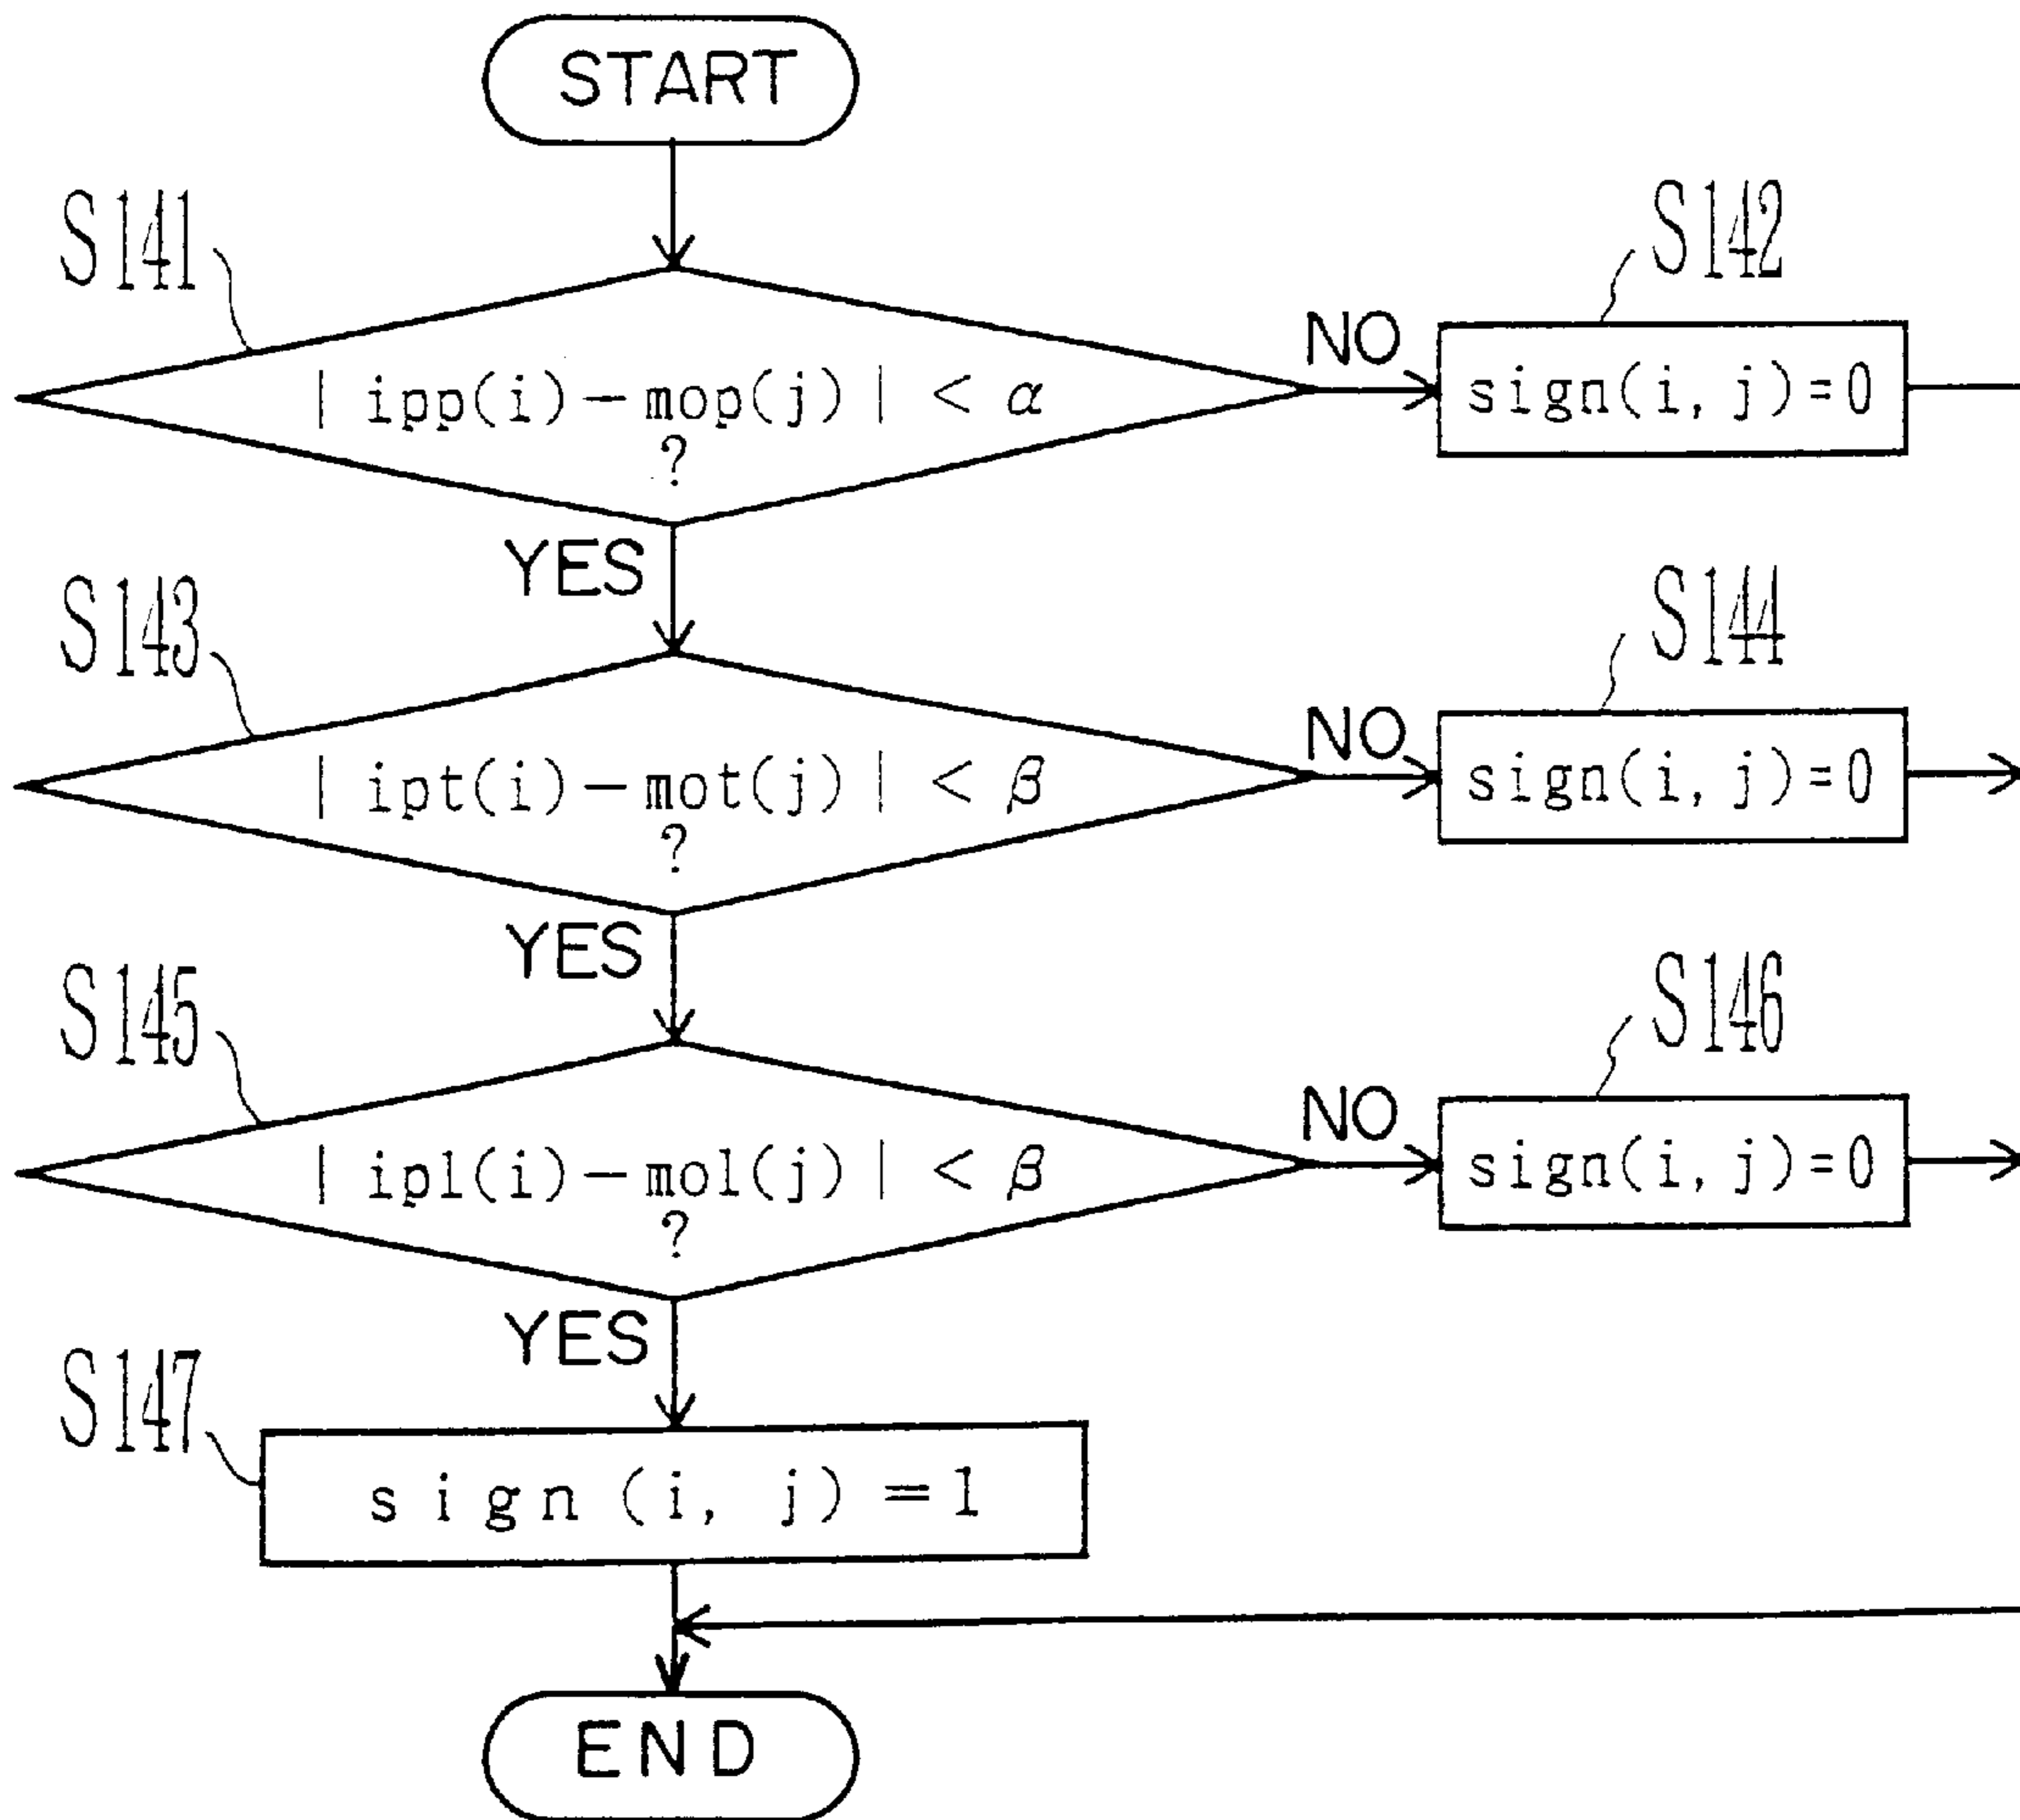 START
S141
S142
| ipp(i)−mop(j) | < α
?
NO
sign(i, j)=0
YES
S143
S144
| ipt(i)−mot(j) | < β
?
NO
sign(i, j)=0
YES
S145
S146
| ipl(i)−mol(j) | < β
?
NO
sign(i, j)=0
YES
S147
sign (i, j) =1
END